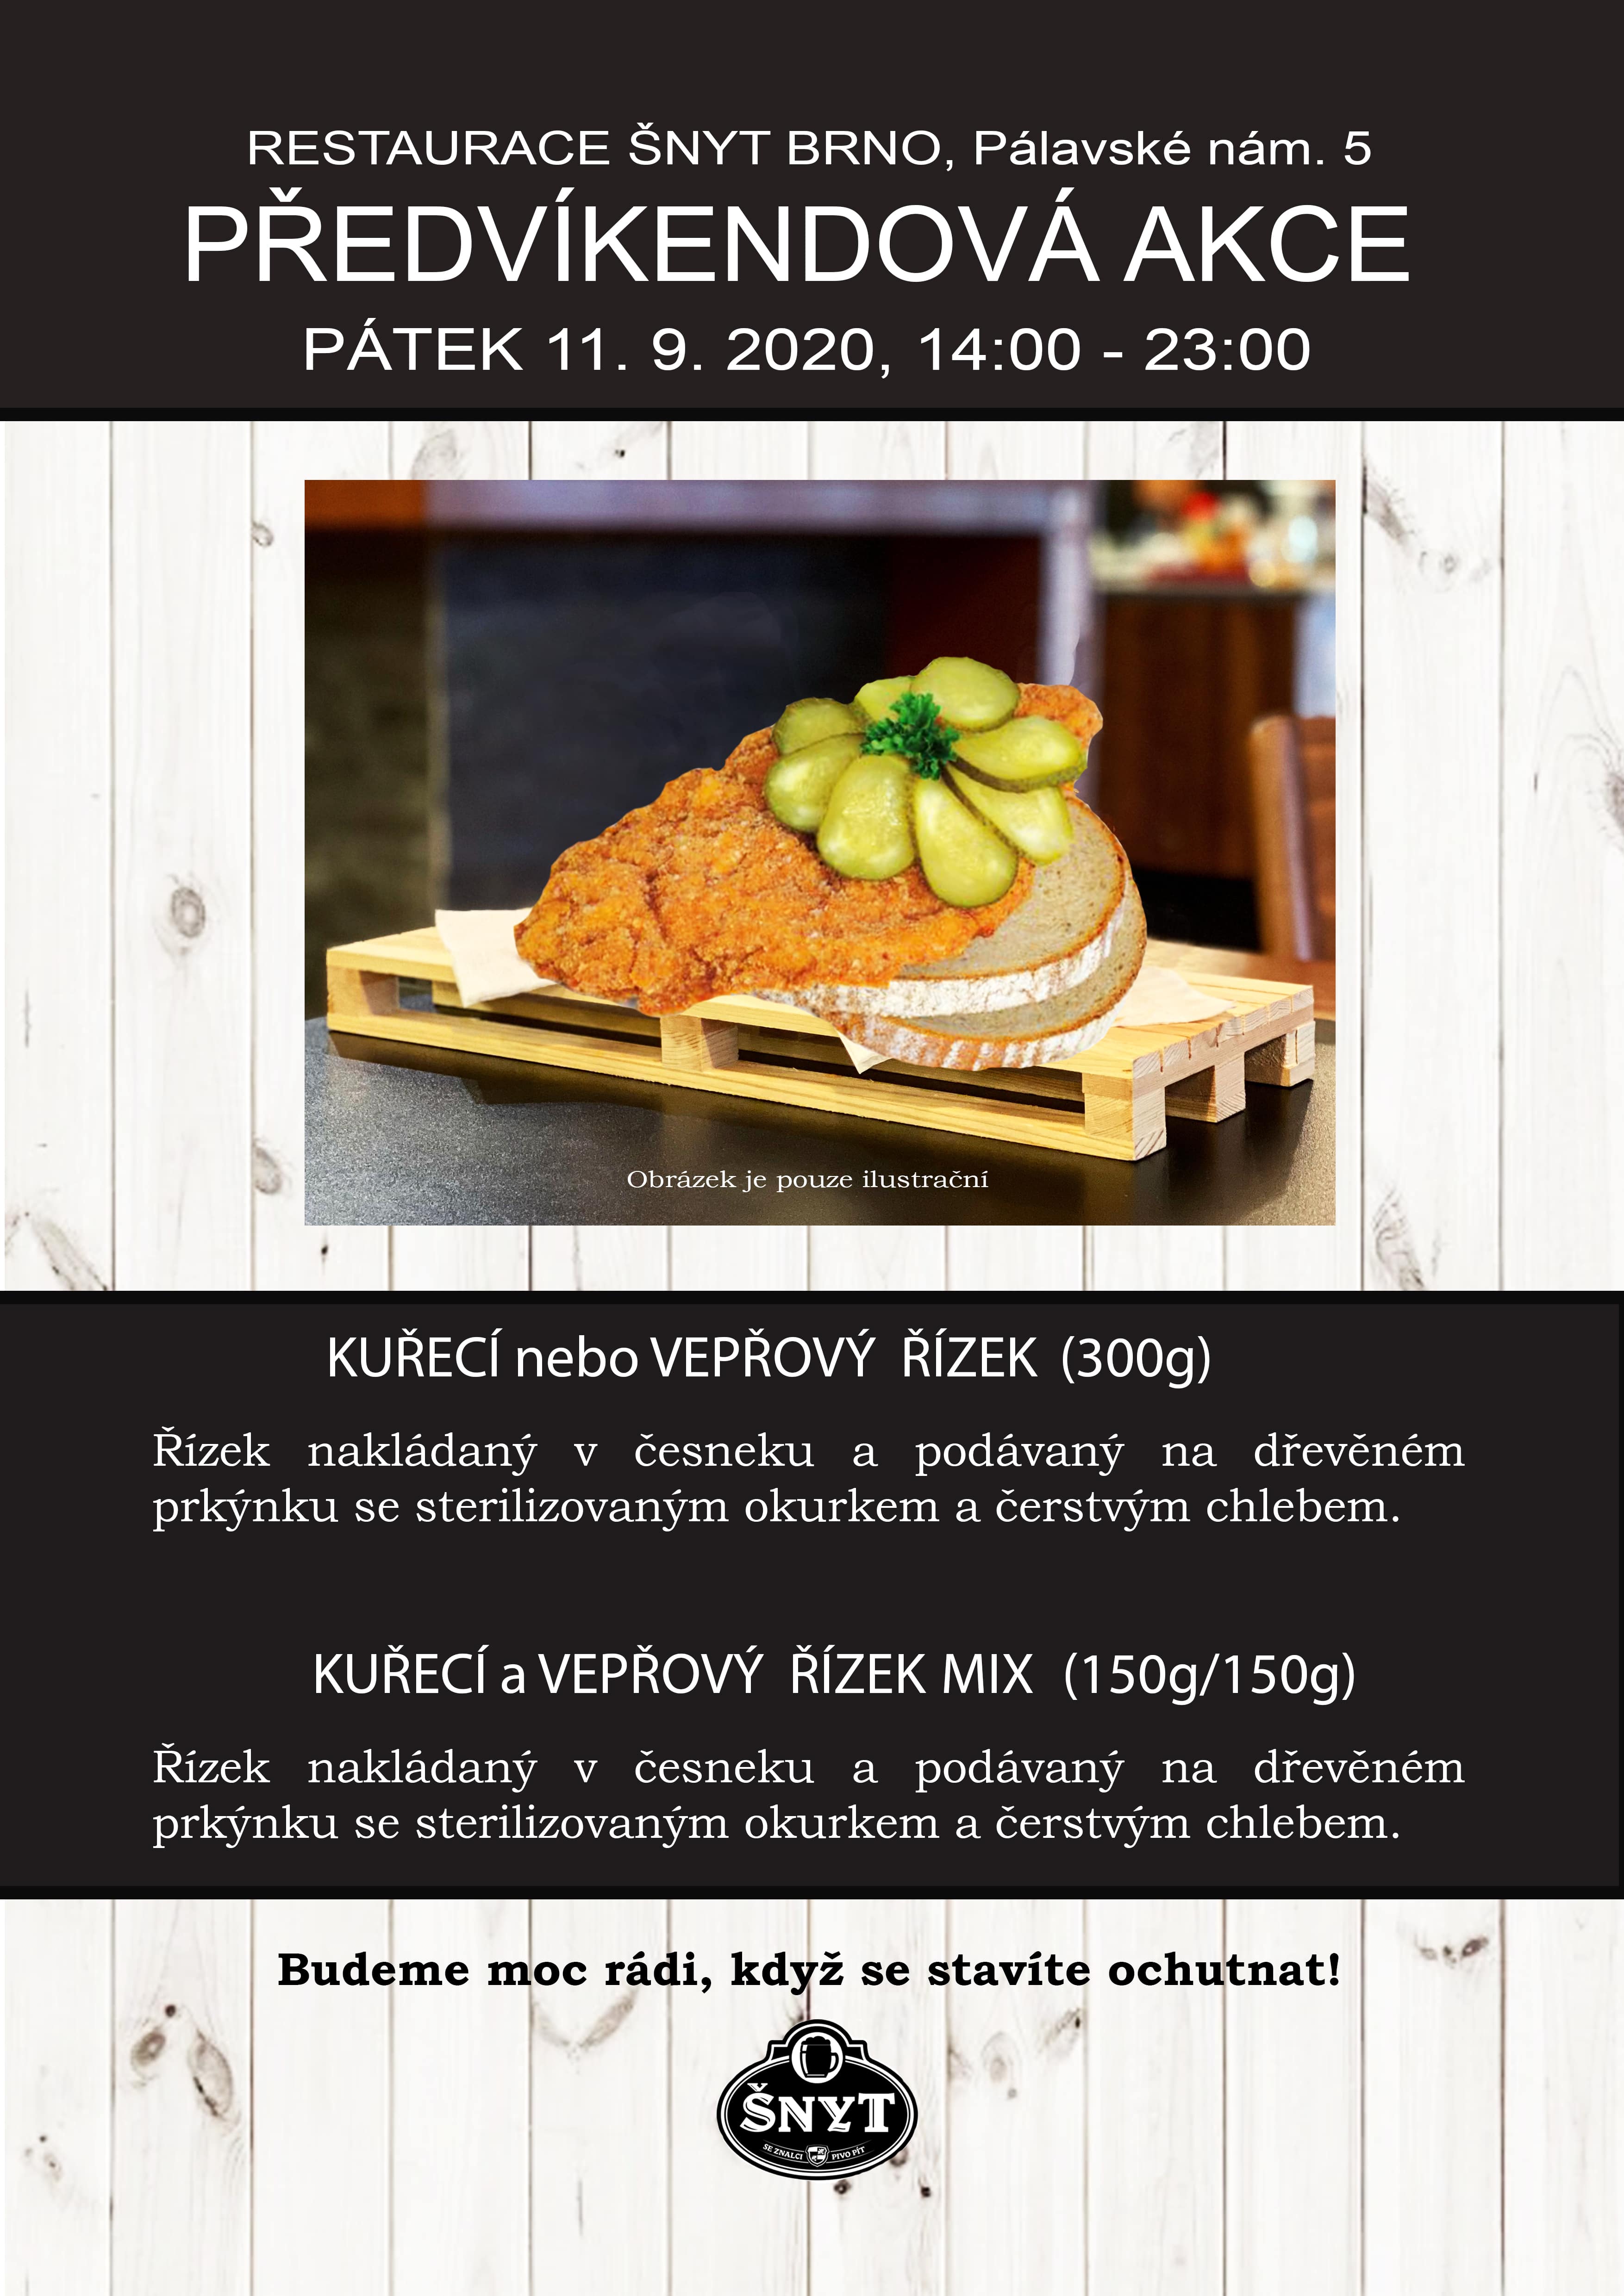 RESTAURACE ŠNYT BRNO, Pálavské nám. 5
PŘEDVÍKENDOVÁ AKCE
PÁTEK 11. 9. 2020, 14:00 - 23:00
Obrázek je pouze ilustrační
KUŘECÍ nebo VEPŘOVÝ ŘÍZEK (300g)
Řízek nakládaný v česneku a podávaný na dřevěném
prkýnku se sterilizovaným okurkem a čerstvým chlebem.
KUŘECÍ a VEPŘOVÝ ŘÍZEK MIX (150g/150g)
Řízek nakládaný v česneku a podávaný na dřevěném
prkýnku se sterilizovaným okurkem a čerstvým chlebem.
Budeme moc rádi, když se stavíte ochutnat!
ŠNYT
SE ZNALCI PIVO PÍT